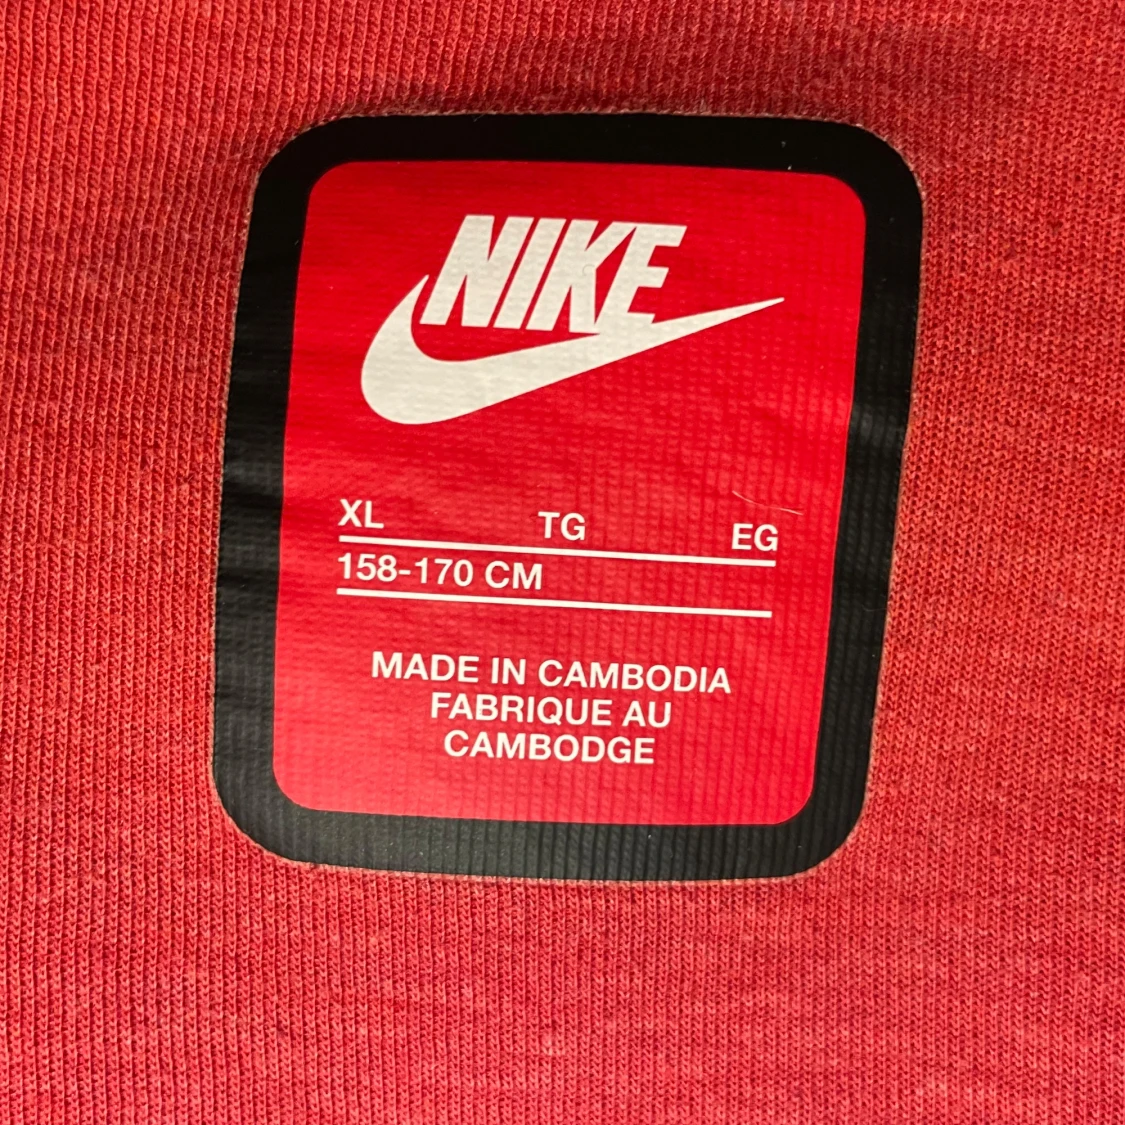 NIKE
XL TG EG
158-170 CM
MADE IN CAMBODIA
FABRIQUE AU
CAMBODGE